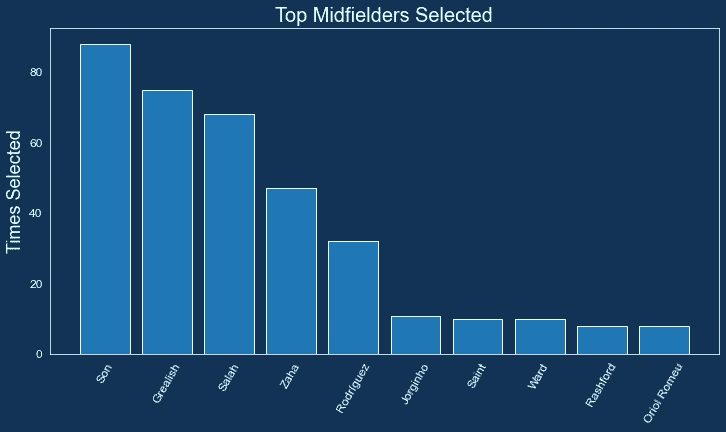 Top Midfielders Selected
Times Selected
80
60
40
20
0
Son
Grealish
Salah
Zaha
Rodríguez
Jorginho
Saint
Ward
Rashford
Oriol Romeu